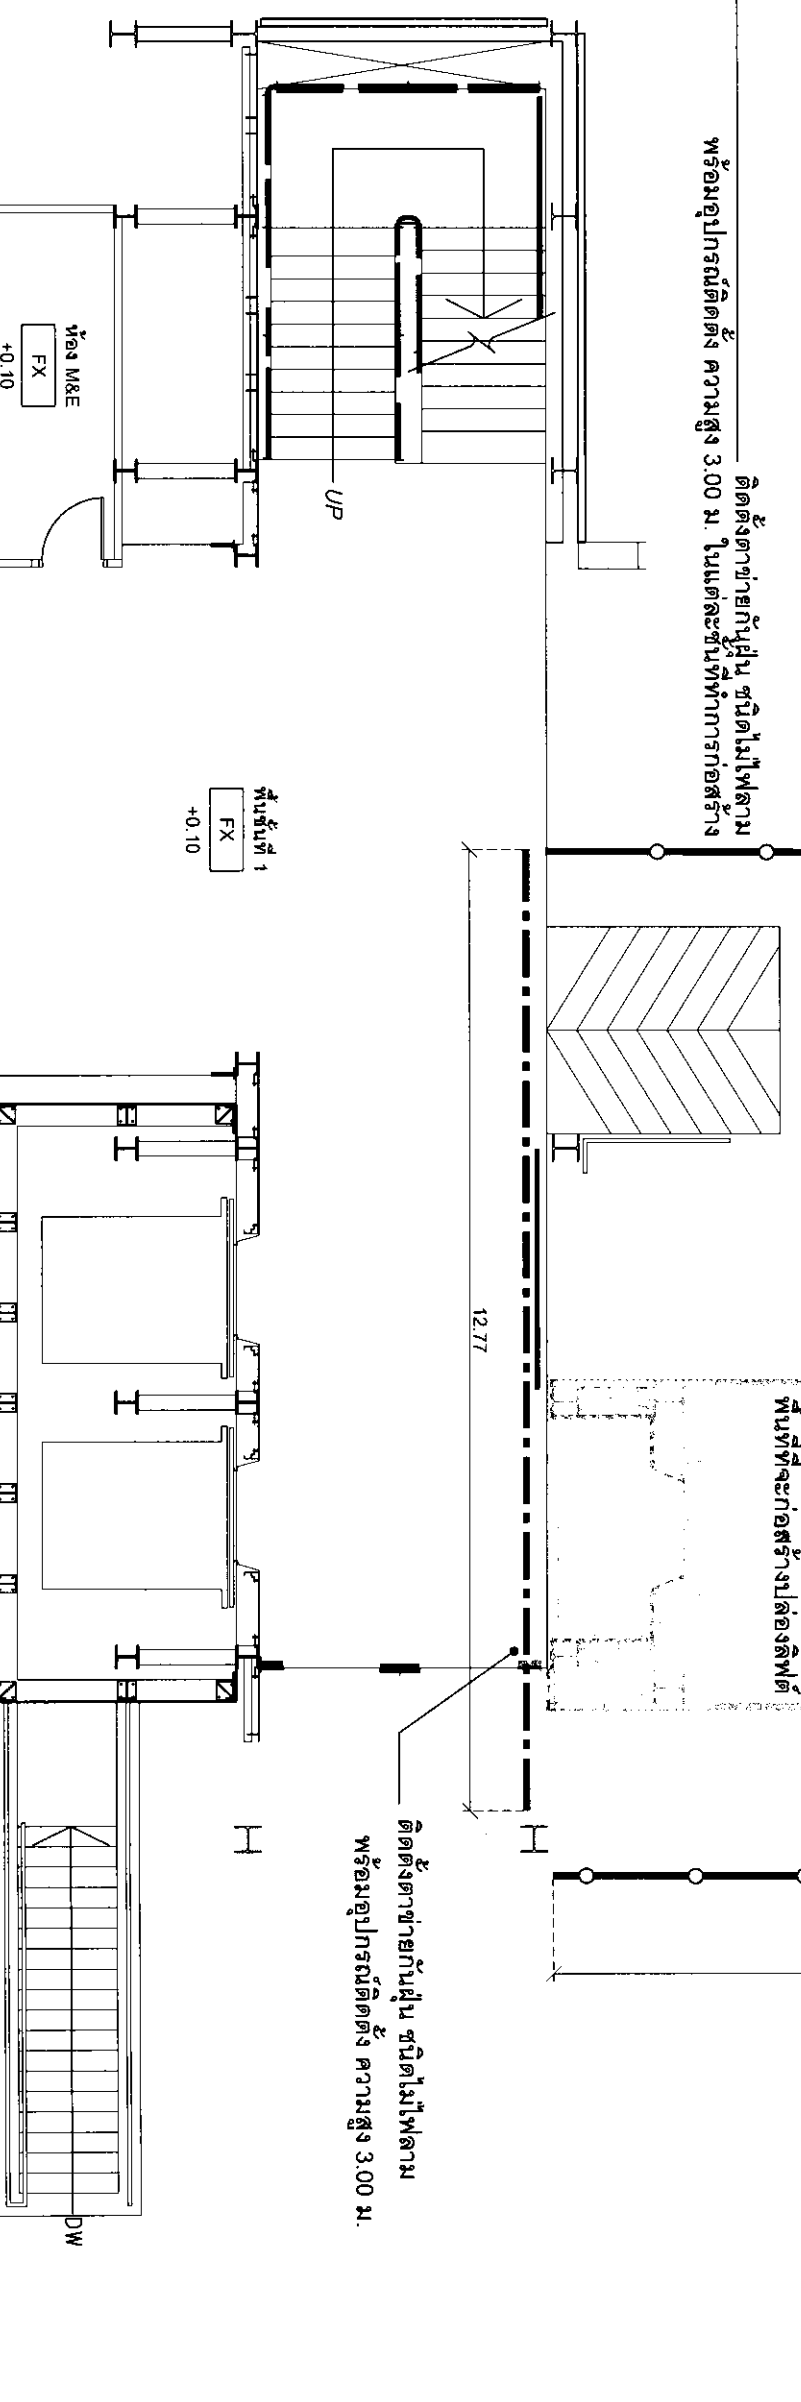 ติดตั้งตาข่ายกันฝุ่น ชนิดไม่ไฟลาม
พร้อมอุปกรณ์ติดตั้ง ความสูง 3.00 ม. ในแต่ละชั้นที่ทำการก่อสร้าง
ห้อง M&E
FX
+0.10
UP
พื้นชั้นที่ 1
FX
+0.10
12.77
พื้นที่ที่จะก่อสร้างปล่องลิฟต์
ติดตั้งตาข่ายกันฝุ่น ชนิดไม่ไฟลาม
พร้อมอุปกรณ์ติดตั้ง ความสูง 3.00 ม.
DW